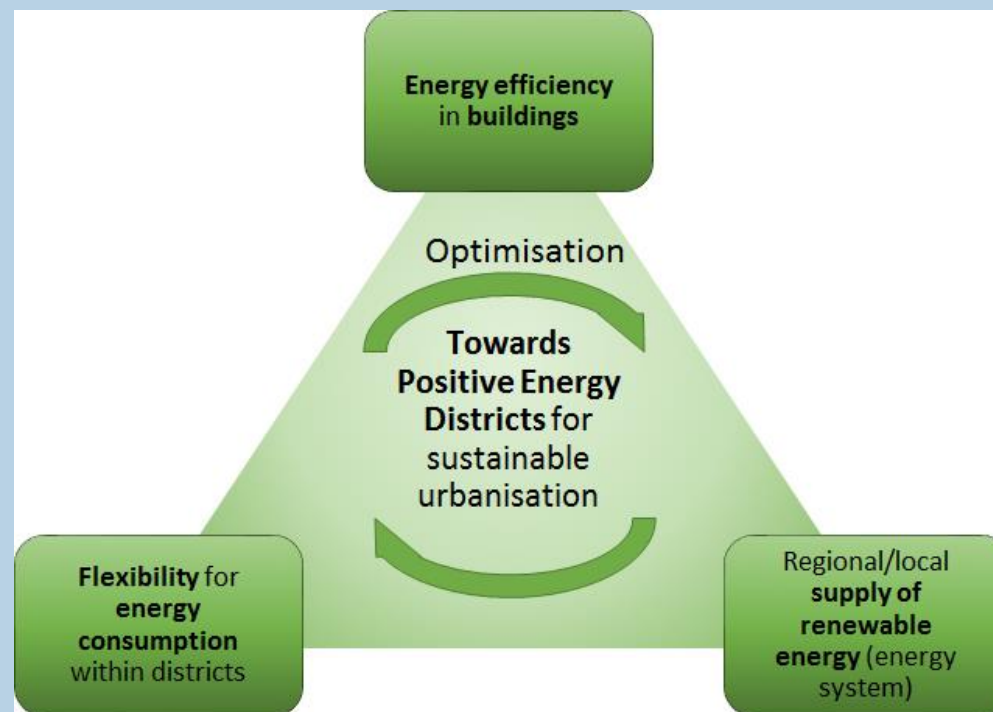 Energy efficiency
in buildings
Optimisation
Towards
Positive Energy
Districts for
sustainable
urbanisation
Flexibility for
energy
consumption
within districts
Regional/local
supply of
renewable
energy (energy
system)